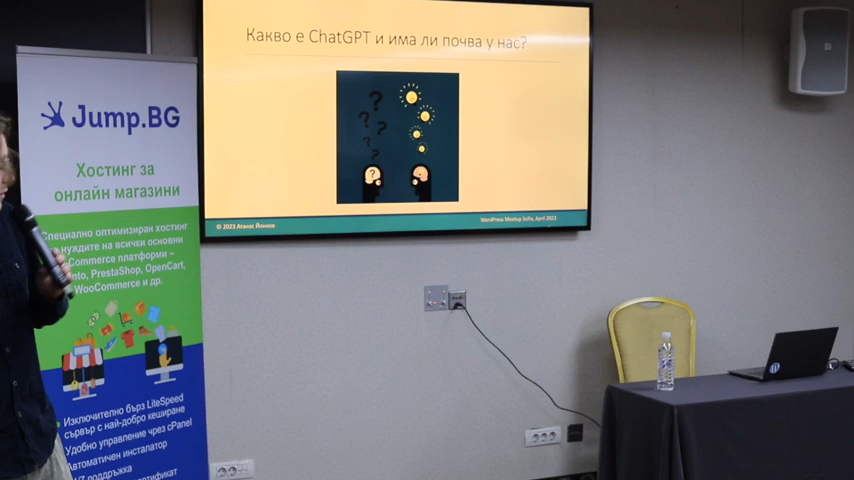 Какво е ChatGPT и има ли почва у нас?
© 2023 Атанас Йонков
WordPress Meetup Sofia, April 2023
Jump.BG
Хостинг за
онлайн магазини
Специално оптимизиран хостинг
нуждите на всички основни
Commerce платформи –
PrestaShop, OpenCart,
WooCommerce и др.
Изключително бърз LiteSpeed
сървър с най-добро кеширане
Удобно управление чрез cPanel
Автоматичен инсталатор
поддръжка